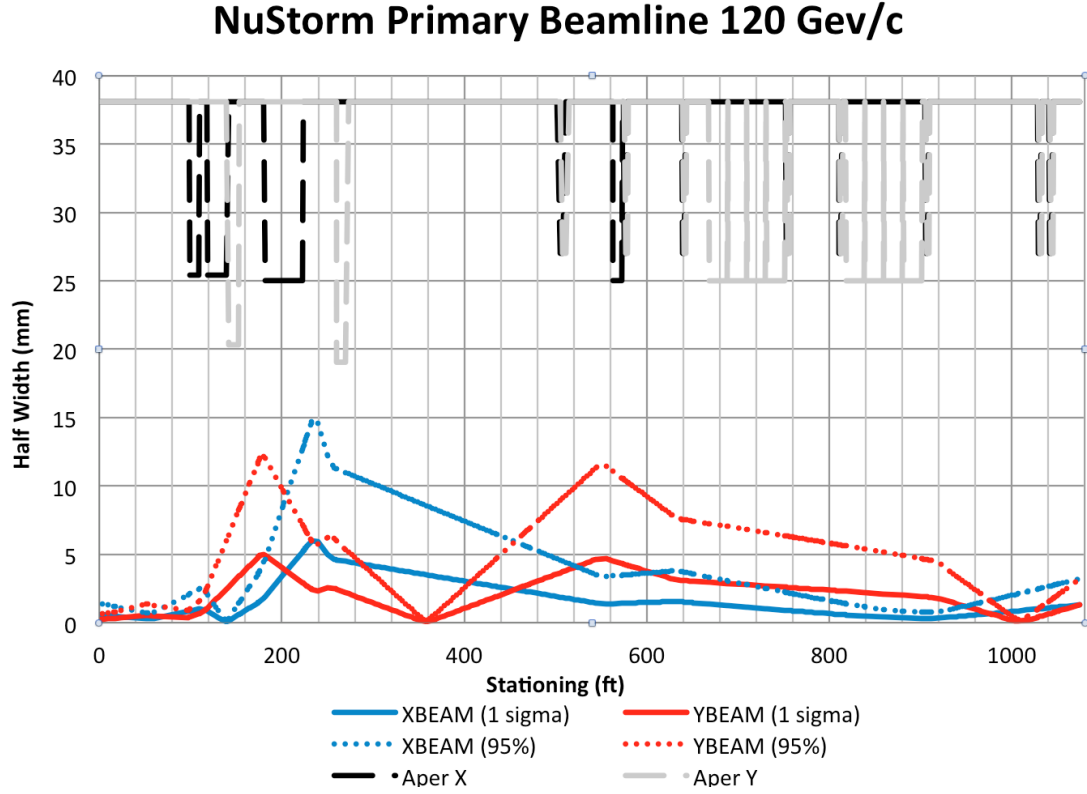 NuStorm Primary Beamline 120 Gev/c
40
35
30
25
20
15
10
5
0
Half Width (mm)
0 200 400 600 800 1000
Stationing (ft)
XBEAM (1 sigma) YBEAM (1 sigma)
XBEAM (95%) YBEAM (95%)
Aper X Aper Y